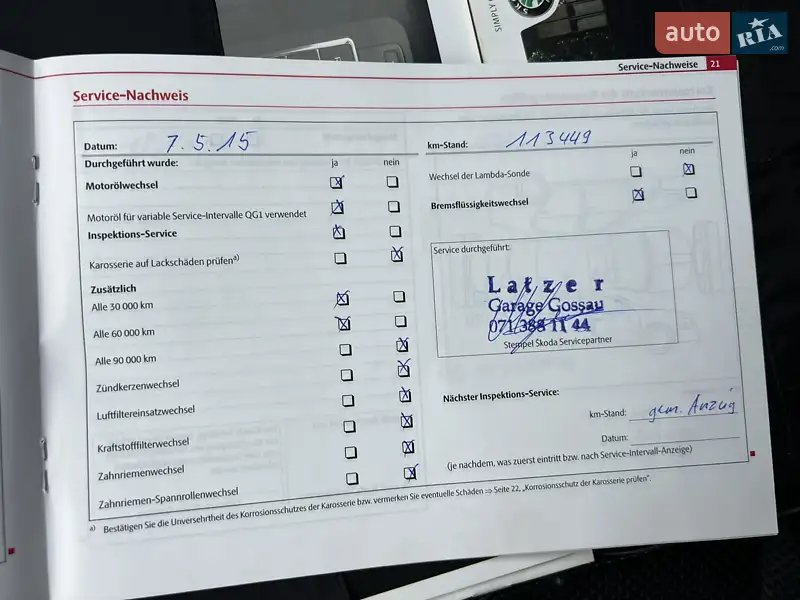 SIMPLY
auto RIA .com
Service-Nachweise 21
Service-Nachweis
Datum: 7.5.15
km-Stand: 113449
Durchgeführt wurde: ja nein
ja nein
Motorölwechsel
Wechsel der Lambda-Sonde
Motoröl für variable Service-Intervalle QG1 verwendet
Bremsflüssigkeitswechsel
Inspektions-Service
Karosserie auf Lackschäden prüfen a)
Service durchgeführt:
Zusätzlich
Alle 30 000 km
Alle 60 000 km
Alle 90 000 km
Latzer
Garage Gossau
071 388 11 44
Stempel Škoda Servicepartner
Zündkerzenwechsel
Luftfiltereinsatzwechsel
Kraftstofffilterwechsel
Zahnriemenwechsel
Zahnriemen-Spannrollenwechsel
Nächster Inspektions-Service:
km-Stand: gem. Anzeig
Datum:
(je nachdem, was zuerst eintritt bzw. nach Service-Intervall-Anzeige)
a) Bestätigen Sie die Unversehrtheit des Korrosionsschutzes der Karosserie bzw. vermerken Sie eventuelle Schäden ⇒ Seite 22, „Korrosionsschutz der Karosserie prüfen".